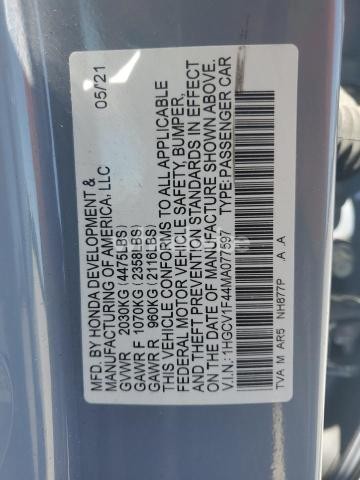 MFD. BY HONDA DEVELOPMENT & 05/21
MANUFACTURING OF AMERICA, LLC
GVWR 2030KG (4475LBS)
GAWR F 1070KG (2358LBS)
GAWR R 960KG (2116LBS)
THIS VEHICLE CONFORMS TO ALL APPLICABLE
FEDERAL MOTOR VEHICLE SAFETY, BUMPER,
AND THEFT PREVENTION STANDARDS IN EFFECT
ON THE DATE OF MANUFACTURE SHOWN ABOVE.
V.I.N.: 1HGCV1F44MA077597 TYPE:PASSENGER CAR
TVA M AR5 NH877P A A